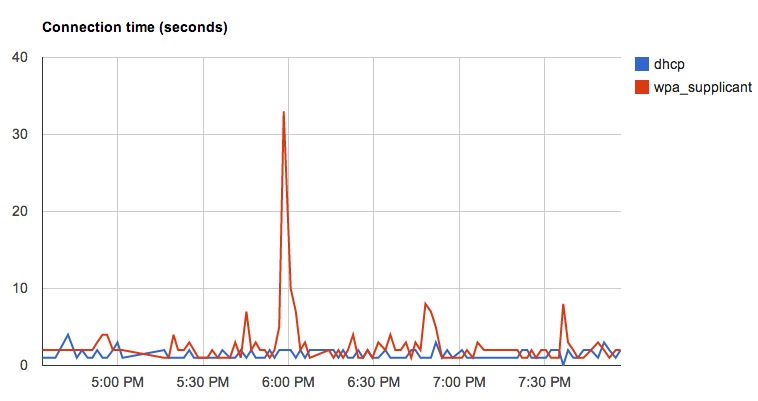 Connection time (seconds)
40
30
20
10
0
5:00 PM 5:30 PM 6:00 PM 6:30 PM 7:00 PM 7:30 PM
dhcp
wpa_supplicant